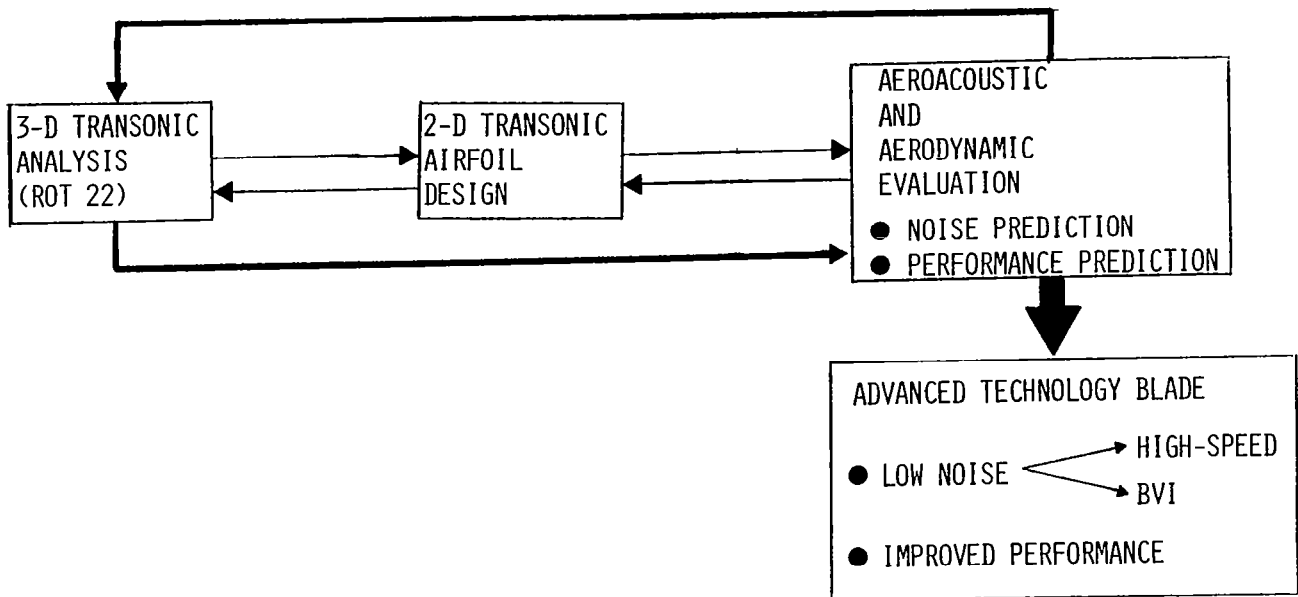 3-D TRANSONIC
ANALYSIS
(ROT 22)
2-D TRANSONIC
AIRFOIL
DESIGN
AEROACOUSTIC
AND
AERODYNAMIC
EVALUATION
● NOISE PREDICTION
● PERFORMANCE PREDICTION
ADVANCED TECHNOLOGY BLADE
● LOW NOISE
HIGH-SPEED
BVI
● IMPROVED PERFORMANCE